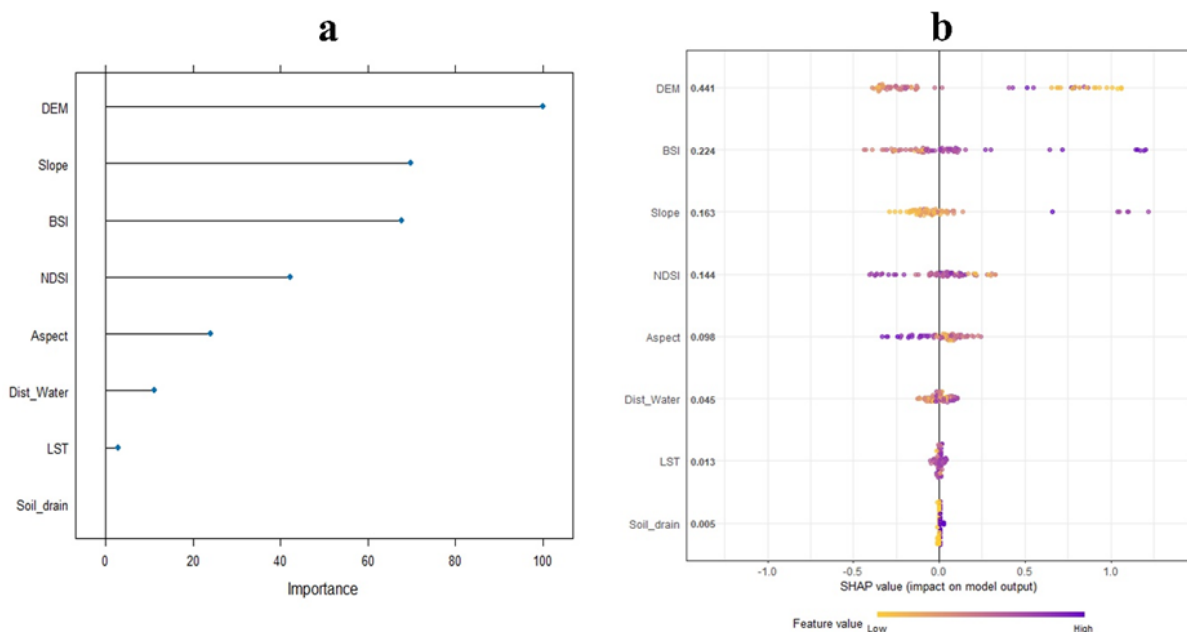 a
DEM
Slope
BSI
NDSI
Aspect
Dist_Water
LST
Soil_drain
0 20 40 60 80 100
Importance
b
DEM 0.441
BSI 0.224
Slope 0.163
NDSI 0.144
Aspect 0.098
Dist_Water 0.045
LST 0.013
Soil_drain 0.005
-1.0 -0.5 0.0 0.5 1.0
SHAP value (impact on model output)
Feature value Low High